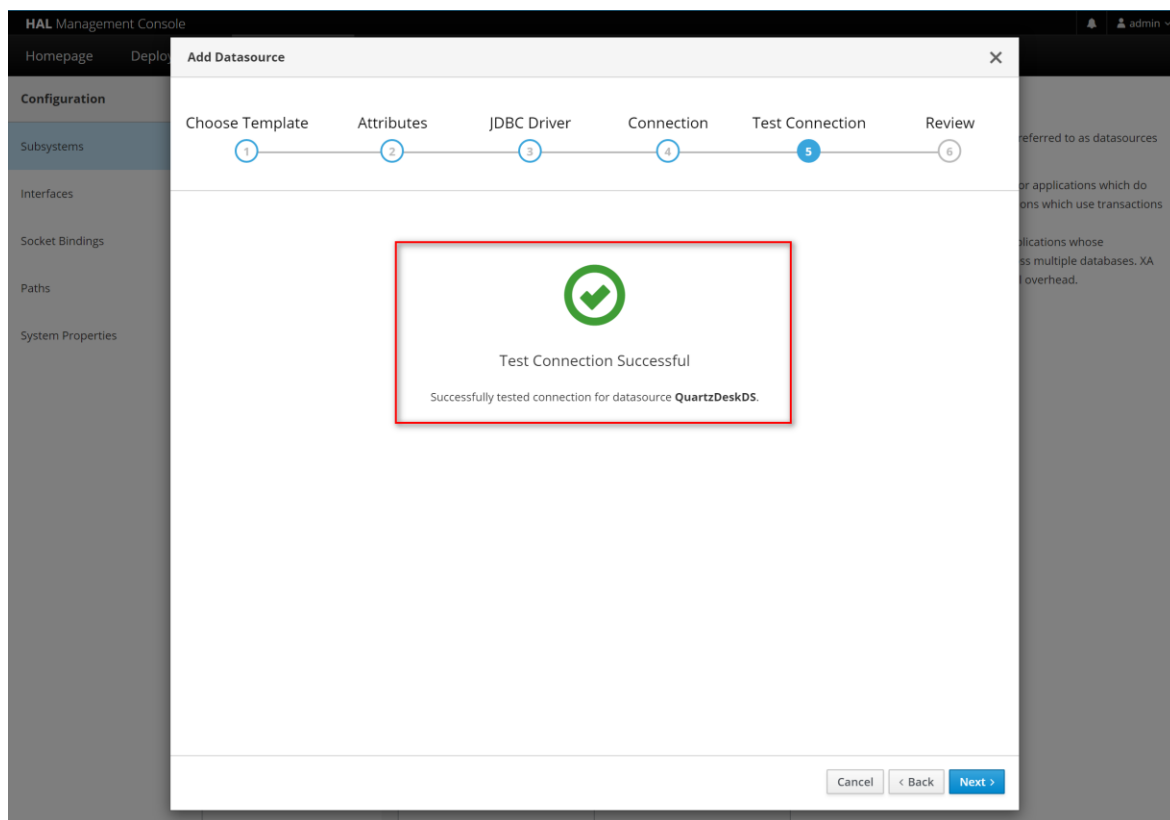 HAL Management Console
admin
Homepage
Deploy
Configuration
Subsystems
Interfaces
Socket Bindings
Paths
System Properties
Add Datasource
Choose Template
Attributes
JDBC Driver
Connection
Test Connection
Review
1
2
3
4
5
6
Test Connection Successful
Successfully tested connection for datasource QuartzDeskDS.
referred to as datasources
or applications which do
ons which use transactions
plications whose
ss multiple databases. XA
l overhead.
Cancel
< Back
Next >